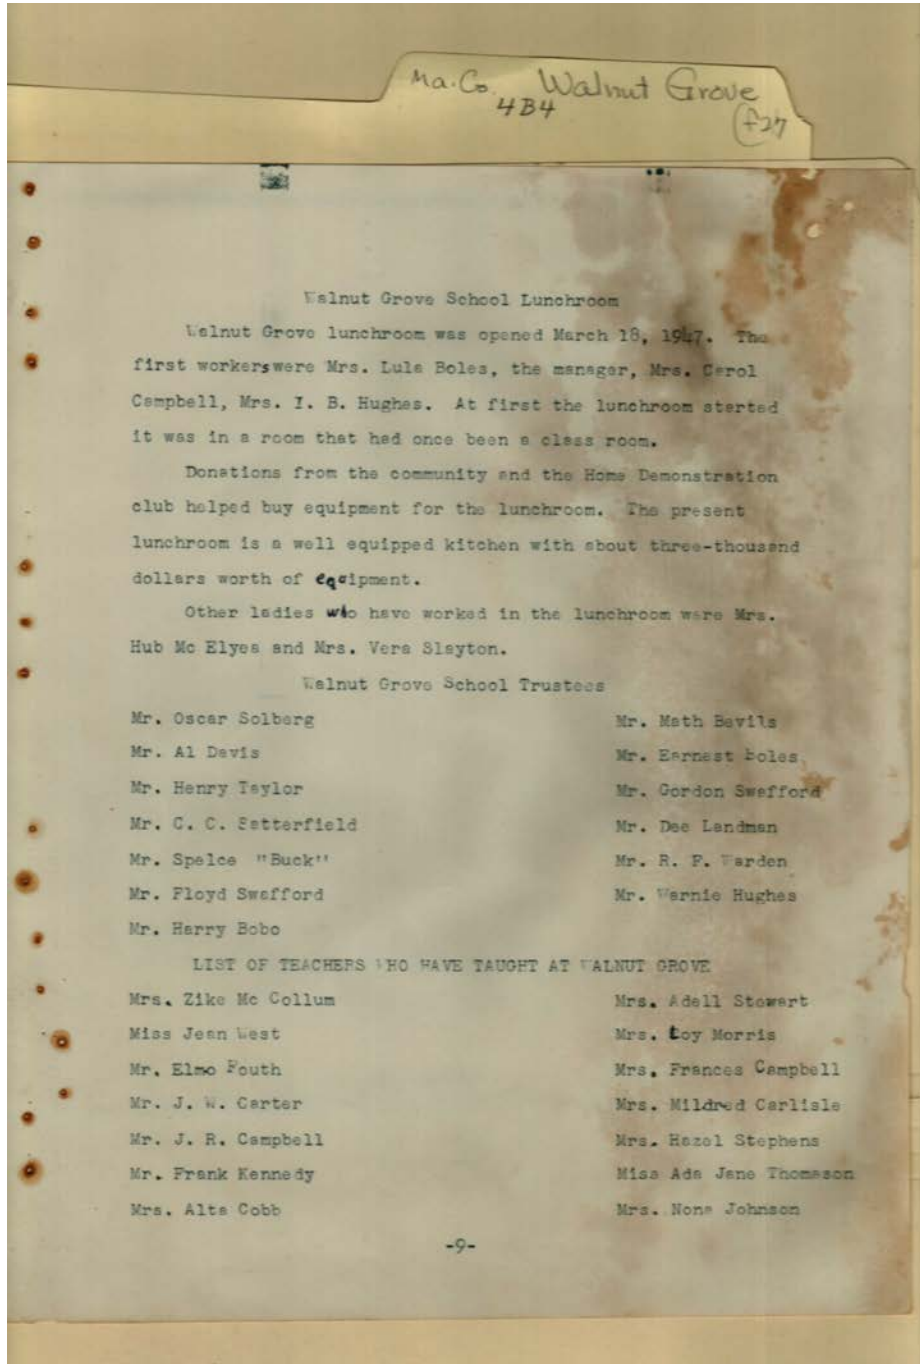 Ma.Co. Walnut Grove
4B4
f27
Walnut Grove School Lunchroom
Walnut Grove lunchroom was opened March 18, 1947. The
first workers were Mrs. Lula Boles, the manager, Mrs. Carol
Campbell, Mrs. I. B. Hughes. At first the lunchroom started
it was in a room that had once been a class room.
Donations from the community and the Home Demonstration
club helped buy equipment for the lunchroom. The present
lunchroom is a well equipped kitchen with about three-thousand
dollars worth of equipment.
Other ladies who have worked in the lunchroom were Mrs.
Hub Mc Elyea and Mrs. Vera Slayton.
Walnut Grove School Trustees
Mr. Oscar Solberg Mr. Math Bevils
Mr. Al Davis Mr. Earnest Boles
Mr. Henry Taylor Mr. Gordon Swafford
Mr. C. C. Satterfield Mr. Dee Landman
Mr. Spelce "Buck" Mr. R. F. Warden
Mr. Floyd Swafford Mr. Warnie Hughes
Mr. Harry Bobo
LIST OF TEACHERS WHO HAVE TAUGHT AT WALNUT GROVE
Mrs. Zike Mc Collum Mrs. Adell Stewart
Miss Jean West Mrs. Loy Morris
Mr. Elmo Routh Mrs. Frances Campbell
Mr. J. W. Carter Mrs. Mildred Carlisle
Mr. J. R. Campbell Mrs. Hazel Stephens
Mr. Frank Kennedy Miss Ada Jane Thomason
Mrs. Alta Cobb Mrs. Nona Johnson
-9-